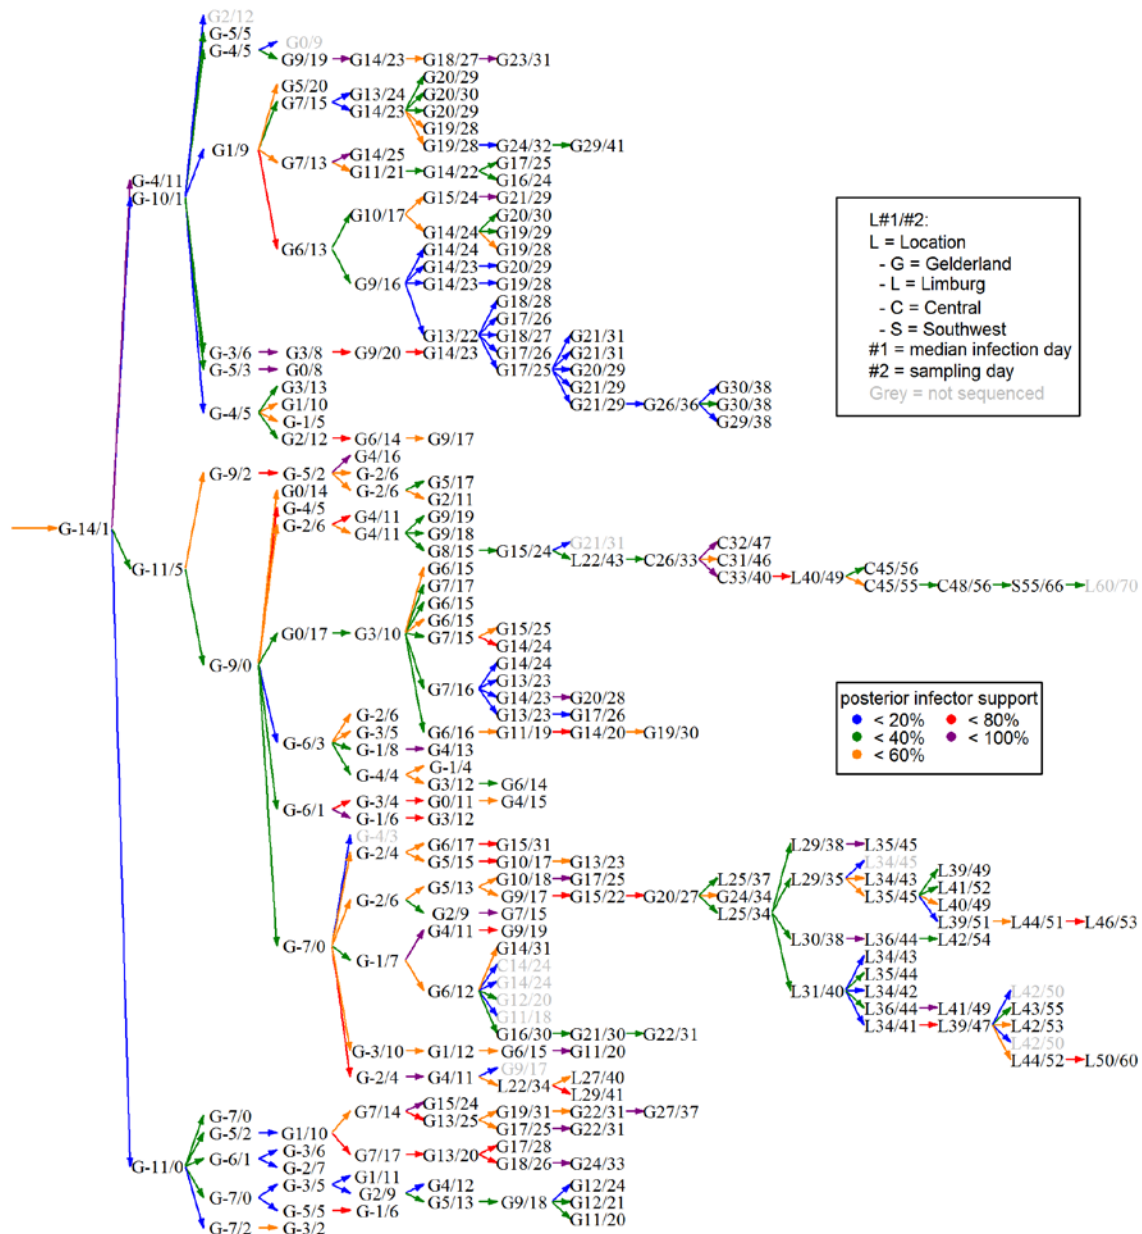 G2/12
G-5/5
G-4/5
G0/9
G9/19 G14/23 G18/27 G23/31
G20/29
G5/20
G7/15 G13/24 G20/30
G14/23 G20/29
G19/28
G1/9 G19/28 G24/32 G29/41
G7/13 G14/25 G17/25
G11/21 G14/22 G16/24
G-4/11
G-10/1
G15/24 G21/29
G10/17 G20/30
G14/24 G19/29
G6/13 G14/24 G19/28
G14/23 G20/29
G9/16 G14/23 G19/28
G18/28
G17/26
G13/22 G18/27 G21/31
G-3/6 G3/8 G9/20 G14/23 G17/26 G21/31
G-5/3 G0/8 G17/25 G20/29
G3/13 G21/29 G30/38
G-4/5 G1/10 G21/29 G26/36 G30/38
G-1/5 G29/38
G2/12 G6/14 G9/17
L#1/#2:
L = Location
- G = Gelderland
- L = Limburg
- C = Central
- S = Southwest
#1 = median infection day
#2 = sampling day
Grey = not sequenced
G4/16
G-9/2 G-5/2 G-2/6 G5/17
G0/14 G-2/6 G2/11
G-4/5 G4/11 G9/19
G-2/6 G4/11 G9/18
G-14/1 G8/15 G15/24 G21/31 C32/47
L22/43 C26/33 C31/46
G-11/5 G6/15 C33/40 L40/49 C45/56
G7/17 C45/55 C48/56 S55/66 L60/70
G6/15
G6/15 G15/25
G0/17 G3/10 G7/15 G14/24
G-9/0 G14/24
G7/16 G13/23
G14/23 G20/28
G13/23 G17/26
G-2/6 G6/16 G11/19 G14/20 G19/30
G-6/3 G-3/5
G-1/8 G4/13
G-4/4 G-1/4
G3/12 G6/14
posterior infector support
< 20% < 80%
< 40% < 100%
< 60%
G-6/1 G-3/4 G0/11 G4/15
G-1/6 G3/12
G-4/3
G-2/4 G6/17 G15/31
G5/15 G10/17 G13/23
G-2/6 G5/13 G10/18 G17/25
G9/17 G15/22 G20/27
G2/9 G7/15
G-7/0 G4/11 G9/19
G-1/7 G14/31
C14/24
G6/12 G14/24
G12/20
G11/18
G16/30 G21/30 G22/31
G-3/10 G1/12 G6/15 G11/20
G-2/4 G4/11 G9/17
L22/34 L27/40
L29/41
L29/38 L35/45
L25/37 L34/45
G24/34 L29/35 L34/43 L39/49
L25/34 L35/45 L41/52
L40/49
L39/51 L44/51 L46/53
L30/38 L36/44 L42/54
L34/43
L35/44
L31/40 L34/42 L42/50
L36/44 L41/49 L43/55
L34/41 L39/47 L42/53
L42/50
L44/52 L50/60
G-7/0 G7/14 G15/24 G19/31 G22/31 G27/37
G-5/2 G1/10 G13/25 G17/25 G22/31
G-6/1 G-3/6 G7/17 G13/20 G17/28
G-11/0 G-2/7 G18/26 G24/33
G-7/0 G-3/5 G1/11 G4/12 G12/24
G2/9 G5/13 G9/18 G12/21
G-5/5 G-1/6 G11/20
G-7/2 G-3/2